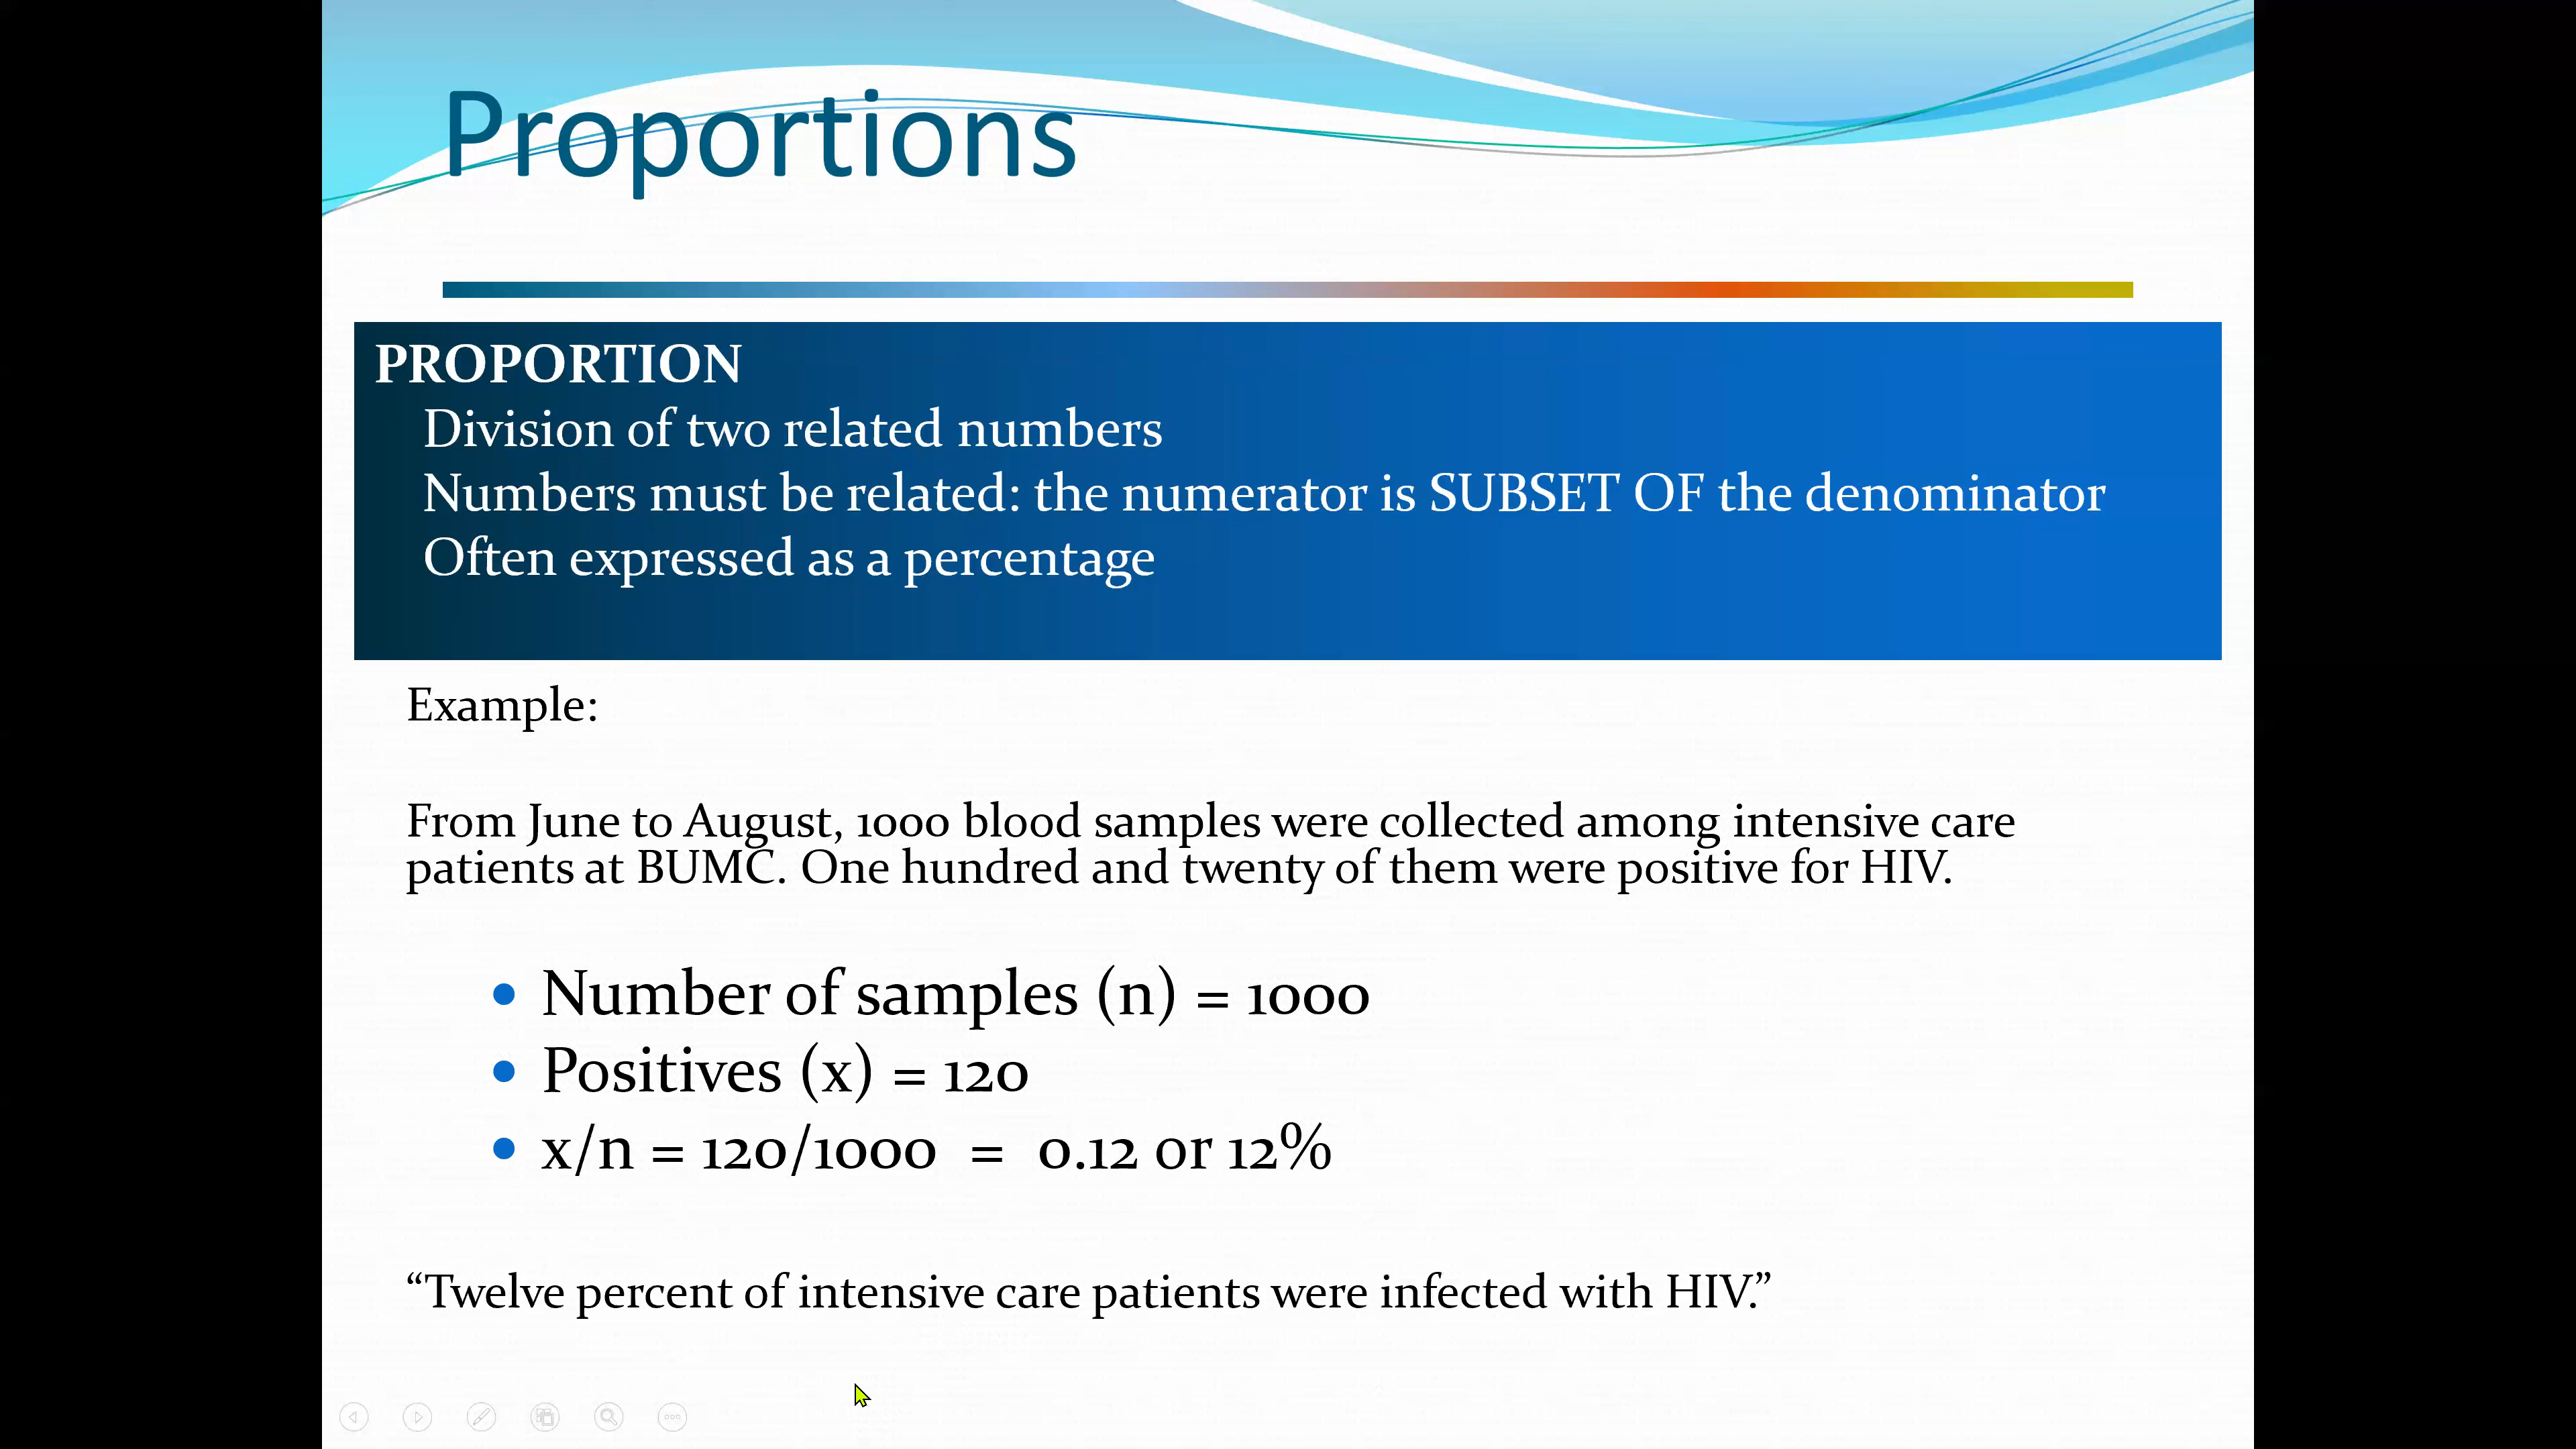 Proportions
PROPORTION
Division of two related numbers
Numbers must be related: the numerator is SUBSET OF the denominator
Often expressed as a percentage
Example:
From June to August, 1000 blood samples were collected among intensive care
patients at BUMC. One hundred and twenty of them were positive for HIV.
• Number of samples (n) = 1000
• Positives (x) = 120
• x/n = 120/1000 = 0.12 or 12%
“Twelve percent of intensive care patients were infected with HIV.”